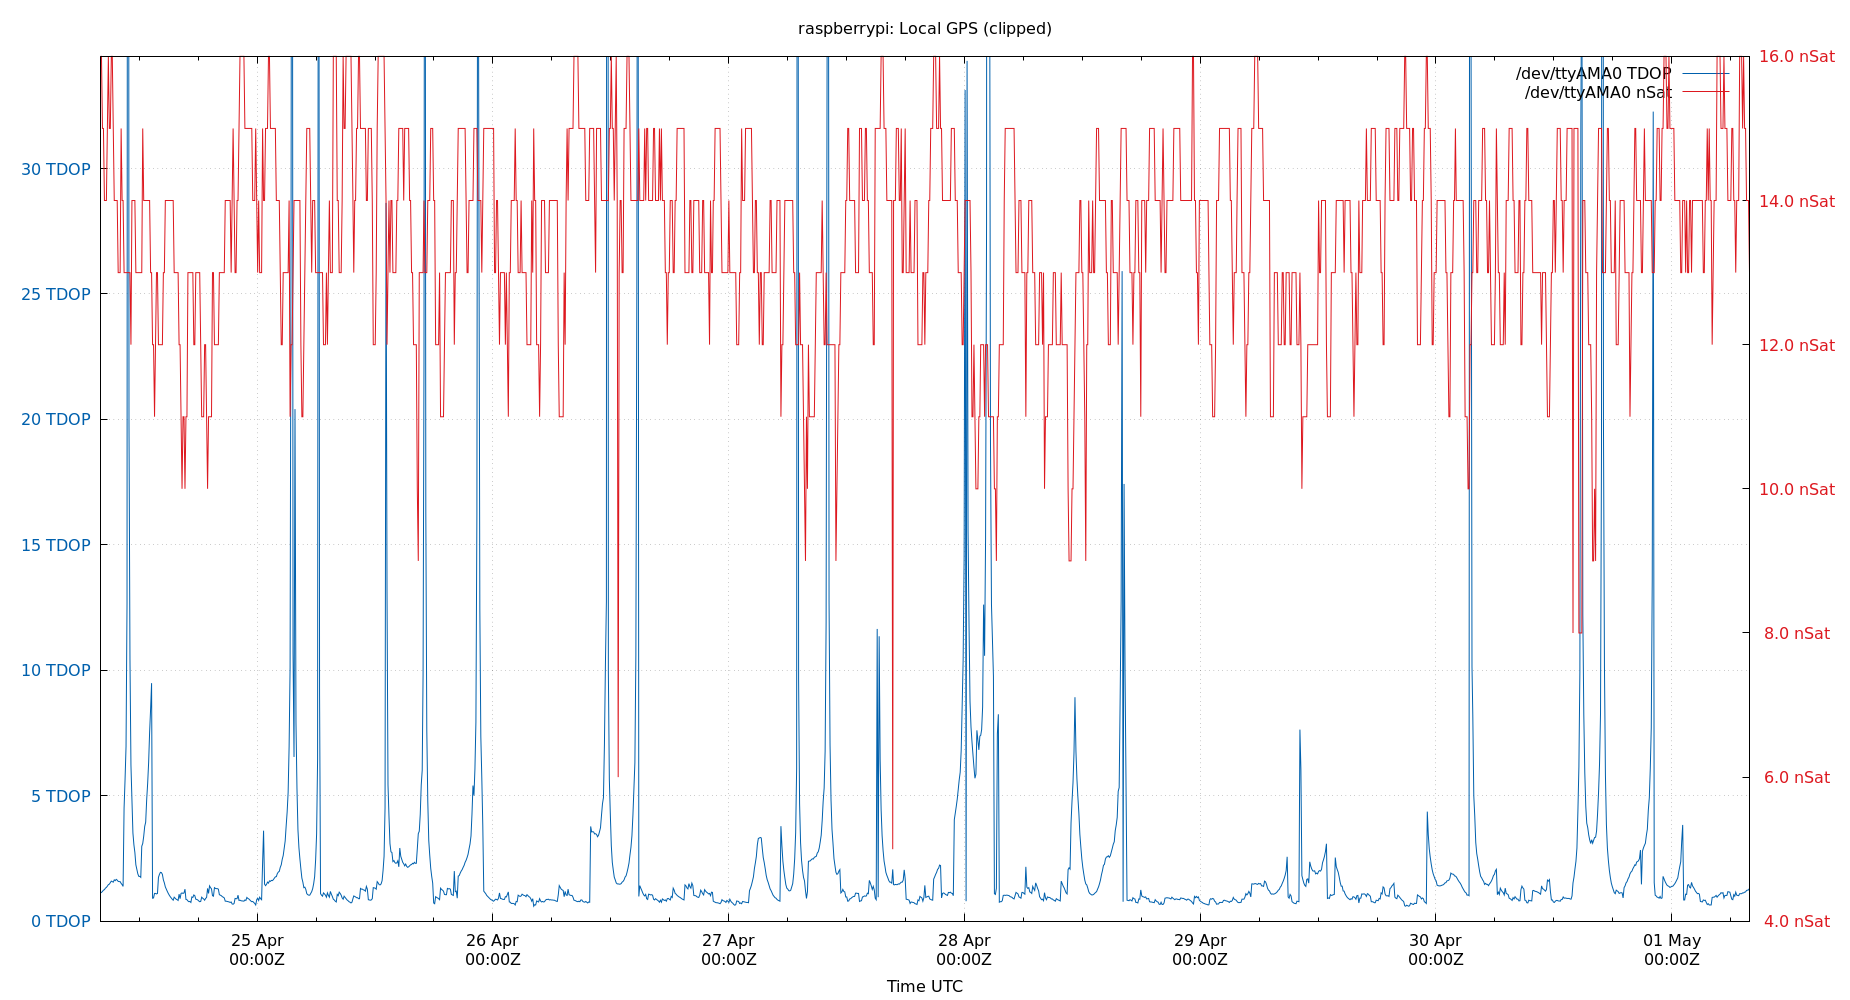 raspberrypi: Local GPS (clipped)
16.0 nSat
/dev/ttyAMA0 TDOP
/dev/ttyAMA0 nSat
30 TDOP
14.0 nSat
25 TDOP
12.0 nSat
20 TDOP
10.0 nSat
15 TDOP
8.0 nSat
10 TDOP
6.0 nSat
5 TDOP
0 TDOP
4.0 nSat
25 Apr 26 Apr 27 Apr 28 Apr 29 Apr 30 Apr 01 May
00:00Z 00:00Z 00:00Z 00:00Z 00:00Z 00:00Z 00:00Z
Time UTC